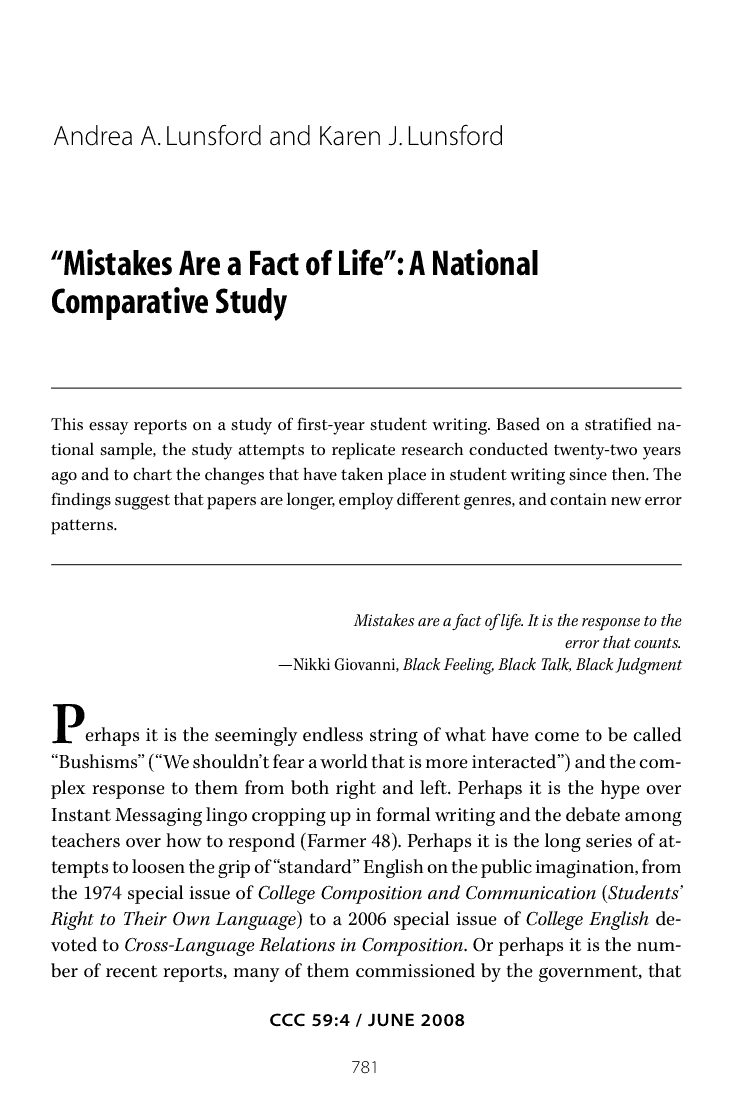 Andrea A. Lunsford and Karen J. Lunsford
“Mistakes Are a Fact of Life”: A National
Comparative Study
This essay reports on a study of first-year student writing. Based on a stratified na-
tional sample, the study attempts to replicate research conducted twenty-two years
ago and to chart the changes that have taken place in student writing since then. The
findings suggest that papers are longer, employ different genres, and contain new error
patterns.
Mistakes are a fact of life. It is the response to the
error that counts.
—Nikki Giovanni, Black Feeling, Black Talk, Black Judgment
Perhaps it is the seemingly endless string of what have come to be called
“Bushisms” (“We shouldn’t fear a world that is more interacted”) and the com-
plex response to them from both right and left. Perhaps it is the hype over
Instant Messaging lingo cropping up in formal writing and the debate among
teachers over how to respond (Farmer 48). Perhaps it is the long series of at-
tempts to loosen the grip of “standard” English on the public imagination, from
the 1974 special issue of College Composition and Communication (Students’
Right to Their Own Language) to a 2006 special issue of College English de-
voted to Cross-Language Relations in Composition. Or perhaps it is the num-
ber of recent reports, many of them commissioned by the government, that
CCC 59:4 / JUNE 2008
781